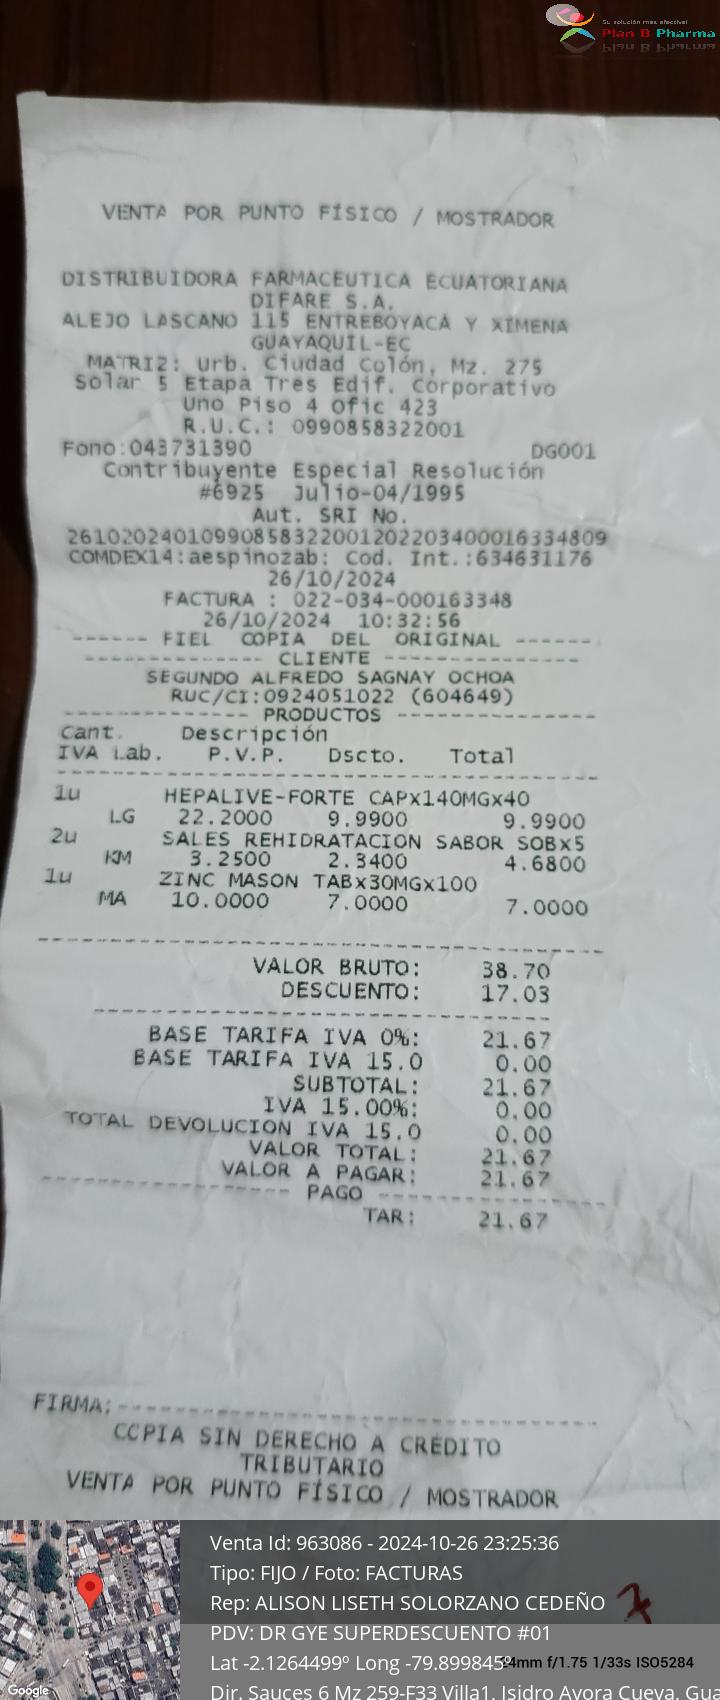 Su solución más efectiva!
Plan B Pharma
VENTA POR PUNTO FÍSICO / MOSTRADOR
DISTRIBUIDORA FARMACEUTICA ECUATORIANA
DIFARE S.A.
ALEJO LASCANO 115 ENTREBOYACA Y XIMENA
GUAYAQUIL-EC
MATRIZ: Urb. Ciudad Colón, Mz. 275
Solar 5 Etapa Tres Edif. Corporativo
Uno Piso 4 Ofic 423
R.U.C.: 0990858322001
Fono:043731390 DG001
Contribuyente Especial Resolución
#6925 Julio-04/1995
Aut. SRI No.
26102024010990858322001202203400016334809
COMDEX14:aespinozab: Cod. Int.:634631176
26/10/2024
FACTURA : 022-034-000163348
26/10/2024 10:32:56
------ FIEL COPIA DEL ORIGINAL ------
-------------- CLIENTE --------------
SEGUNDO ALFREDO SAGNAY OCHOA
RUC/CI:0924051022 (604649)
-------------- PRODUCTOS --------------
Cant. Descripción
IVA Lab. P.V.P. Dscto. Total
1u HEPALIVE-FORTE CAPx140MGx40
LG 22.2000 9.9900 9.9900
2u SALES REHIDRATACION SABOR SOBx5
KM 3.2500 2.3400 4.6800
1u ZINC MASON TABx30MGx100
MA 10.0000 7.0000 7.0000
VALOR BRUTO: 38.70
DESCUENTO: 17.03
BASE TARIFA IVA 0%: 21.67
BASE TARIFA IVA 15.0 0.00
SUBTOTAL: 21.67
IVA 15.00%: 0.00
TOTAL DEVOLUCION IVA 15.0 0.00
VALOR TOTAL: 21.67
VALOR A PAGAR: 21.67
------------------ PAGO ------------------
TAR: 21.67
FIRMA:--------------------------------
COPIA SIN DERECHO A CRÉDITO
TRIBUTARIO
VENTA POR PUNTO FÍSICO / MOSTRADOR
Venta Id: 963086 - 2024-10-26 23:25:36
Tipo: FIJO / Foto: FACTURAS
Rep: ALISON LISETH SOLORZANO CEDEÑO
PDV: DR GYE SUPERDESCUENTO #01
Lat -2.1264499º Long -79.899845
24mm f/1.75 1/33s ISO5284
Dir. Sauces 6 Mz 259-F33 Villa1, Isidro Ayora Cueva, Gua
Google